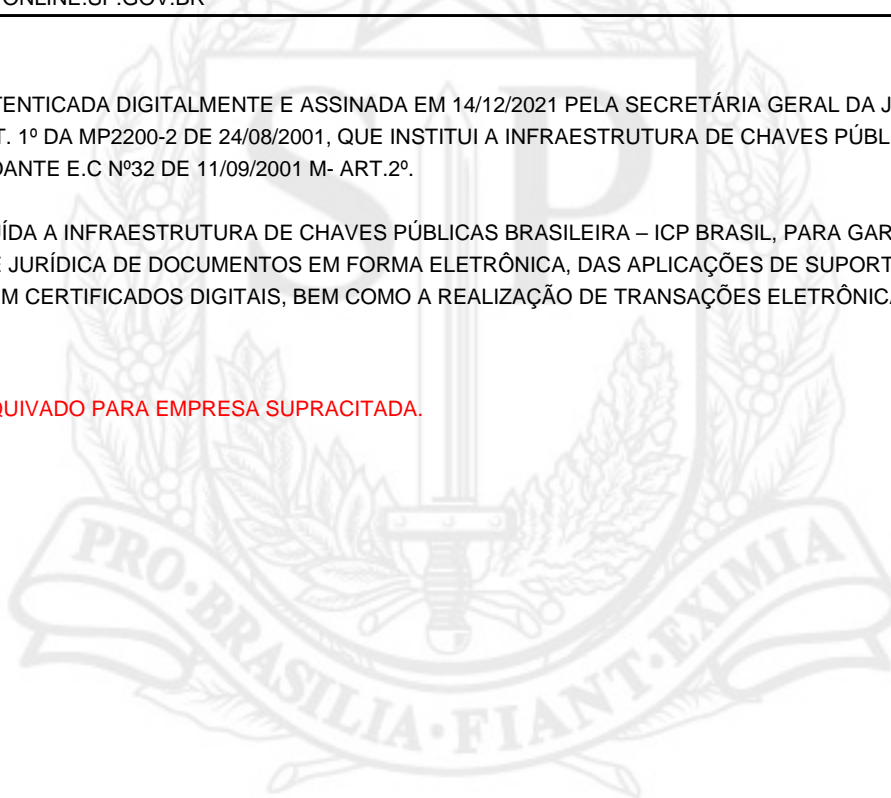 ONLINE.SP.GOV.BR
TENTICADA DIGITALMENTE E ASSINADA EM 14/12/2021 PELA SECRETÁRIA GERAL DA J
T. 1º DA MP2200-2 DE 24/08/2001, QUE INSTITUI A INFRAESTRUTURA DE CHAVES PÚBL
DANTE E.C Nº32 DE 11/09/2001 M- ART.2º.
ÍDA A INFRAESTRUTURA DE CHAVES PÚBLICAS BRASILEIRA – ICP BRASIL, PARA GAR
E JURÍDICA DE DOCUMENTOS EM FORMA ELETRÔNICA, DAS APLICAÇÕES DE SUPORT
M CERTIFICADOS DIGITAIS, BEM COMO A REALIZAÇÃO DE TRANSAÇÕES ELETRÔNICA
QUIVADO PARA EMPRESA SUPRACITADA.
SP
PRO·BRASILIA·FIANT·EXIMIA